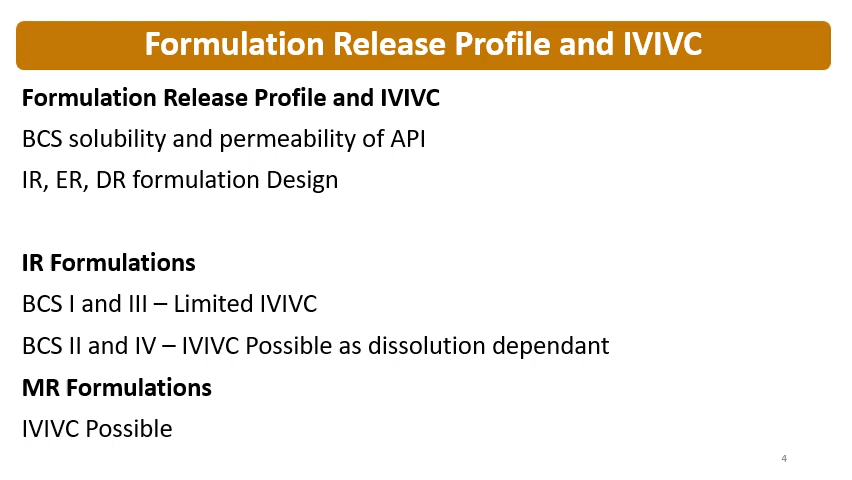 Formulation Release Profile and IVIVC
Formulation Release Profile and IVIVC
BCS solubility and permeability of API
IR, ER, DR formulation Design
IR Formulations
BCS I and III – Limited IVIVC
BCS II and IV – IVIVC Possible as dissolution dependant
MR Formulations
IVIVC Possible
4